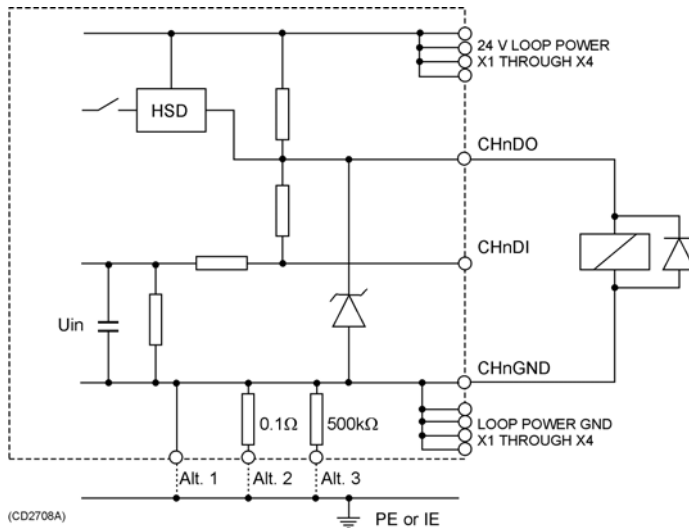 24 V LOOP POWER
X1 THROUGH X4
HSD
CHnDO
CHnDI
Uin
CHnGND
0.1Ω
500kΩ
LOOP POWER GND
X1 THROUGH X4
Alt. 1
Alt. 2
Alt. 3
(CD2708A)
PE or IE